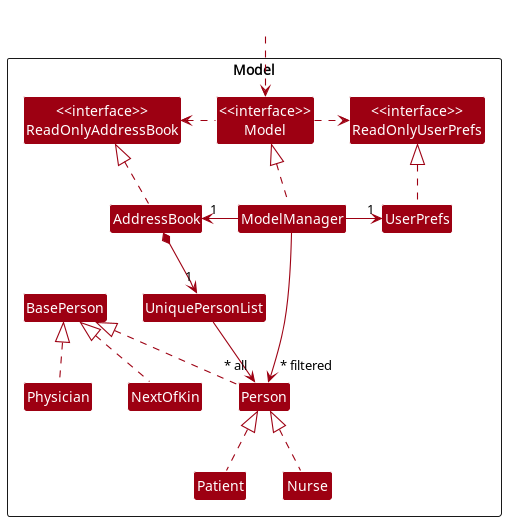 Model
<<interface>>
ReadOnlyAddressBook
<<interface>>
Model
<<interface>>
ReadOnlyUserPrefs
AddressBook
1
ModelManager
1
UserPrefs
1
BasePerson
UniquePersonList
* all
* filtered
Physician
NextOfKin
Person
Patient
Nurse